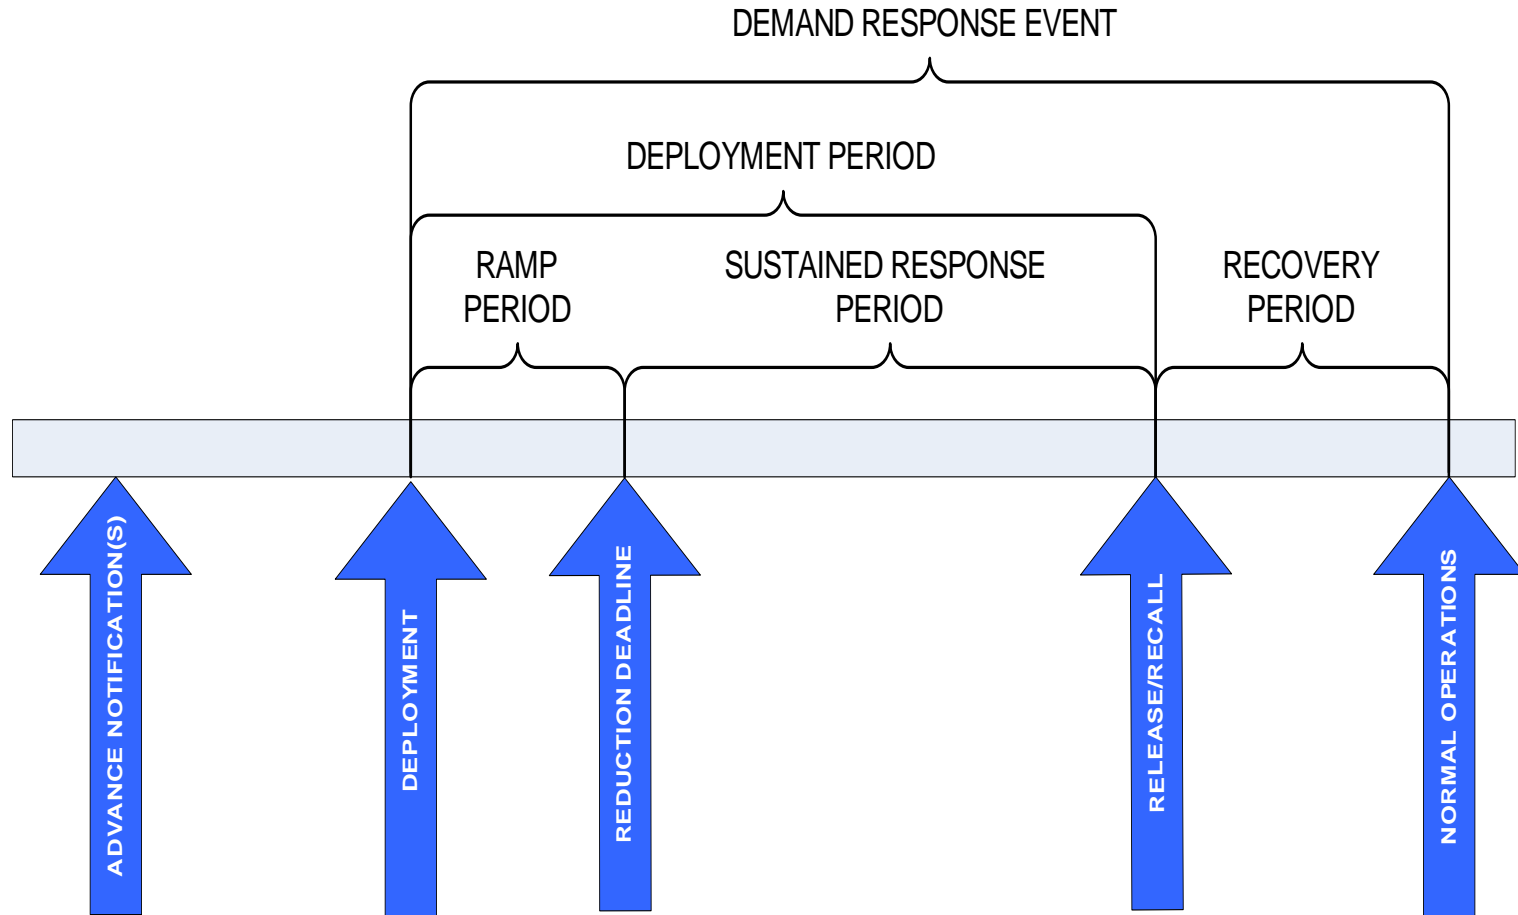 DEMAND RESPONSE EVENT
DEPLOYMENT PERIOD
RAMP
PERIOD
SUSTAINED RESPONSE
PERIOD
RECOVERY
PERIOD
ADVANCE NOTIFICATION(S)
DEPLOYMENT
REDUCTION DEADLINE
RELEASE/RECALL
NORMAL OPERATIONS